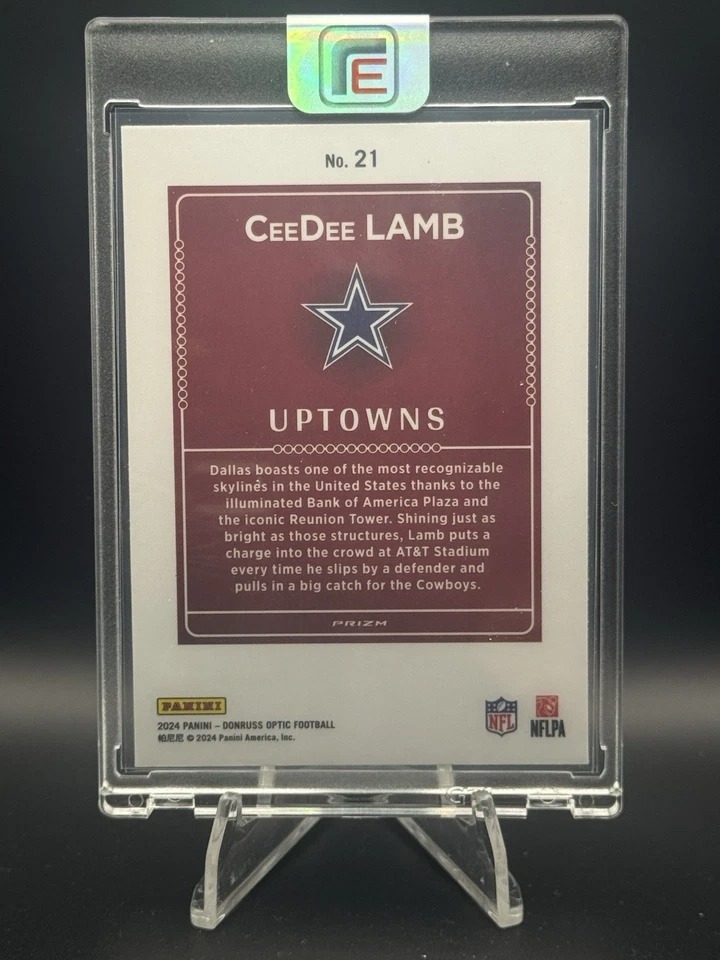 RE
No. 21
CEEDEE LAMB
UPTOWNS
Dallas boasts one of the most recognizable
skylines in the United States thanks to the
illuminated Bank of America Plaza and
the iconic Reunion Tower. Shining just as
bright as those structures, Lamb puts a
charge into the crowd at AT&T Stadium
every time he slips by a defender and
pulls in a big catch for the Cowboys.
PRIZM
PANINI
2024 PANINI – DONRUSS OPTIC FOOTBALL
帕尼尼 © 2024 Panini America, Inc.
NFL
NFLPA